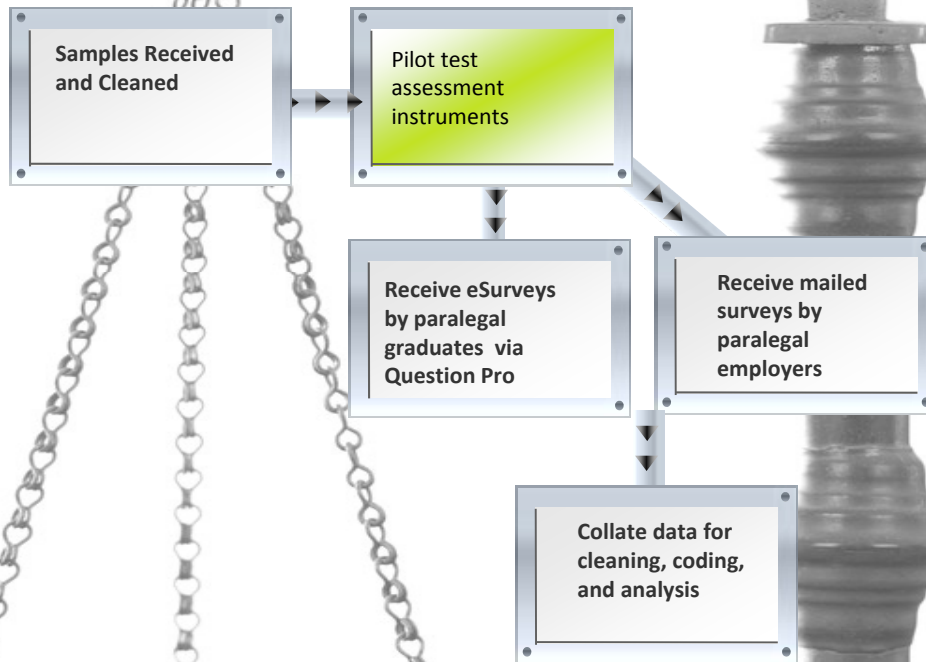 Samples Received
and Cleaned
Pilot test
assessment
instruments
Receive eSurveys
by paralegal
graduates via
Question Pro
Receive mailed
surveys by
paralegal
employers
Collate data for
cleaning, coding,
and analysis